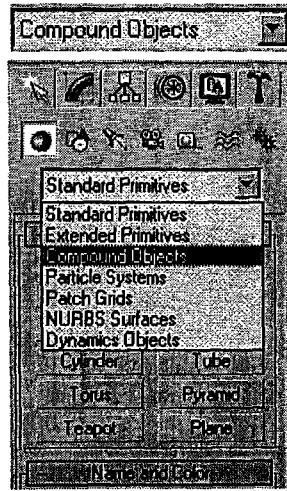 Compound Objects
Standard Primitives
Standard Primitives
Extended Primitives
Compound Objects
Particle Systems
Patch Grids
NURBS Surfaces
Dynamics Objects
Cylinder Tube
Torus Pyramid
Teapot Plane
Name and Color